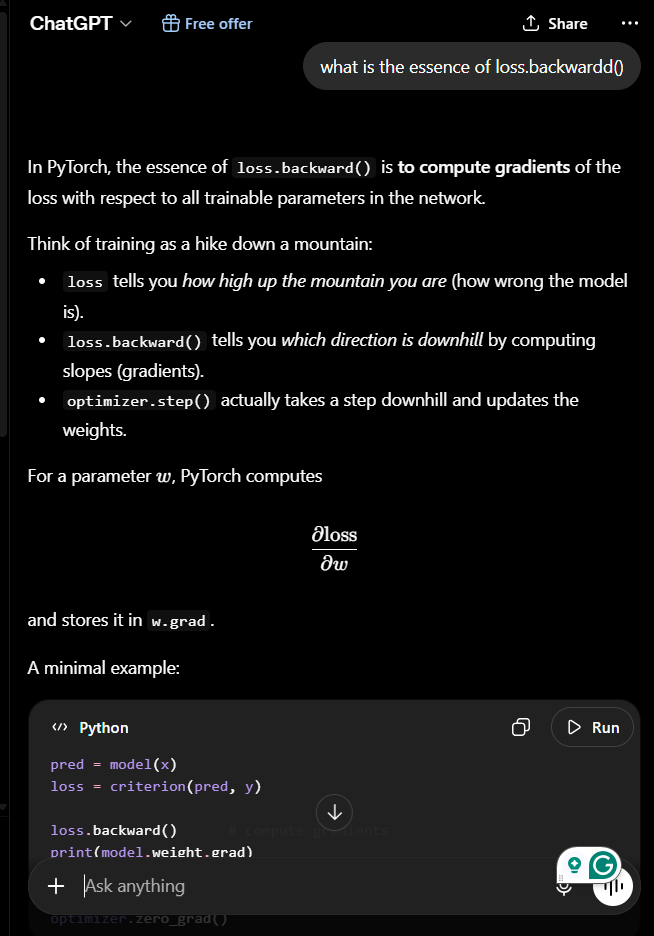 ChatGPT
Free offer
Share
what is the essence of loss.backwardd()
In PyTorch, the essence of loss.backward() is to compute gradients of the
loss with respect to all trainable parameters in the network.
Think of training as a hike down a mountain:
• loss tells you how high up the mountain you are (how wrong the model
is).
• loss.backward() tells you which direction is downhill by computing
slopes (gradients).
• optimizer.step() actually takes a step downhill and updates the
weights.
For a parameter w, PyTorch computes
∂loss
∂w
and stores it in w.grad.
A minimal example:
Python
Run
pred = model(x)
loss = criterion(pred, y)
loss.backward() # compute gradients
print(model.weight.grad)
Ask anything
optimizer.zero_grad()